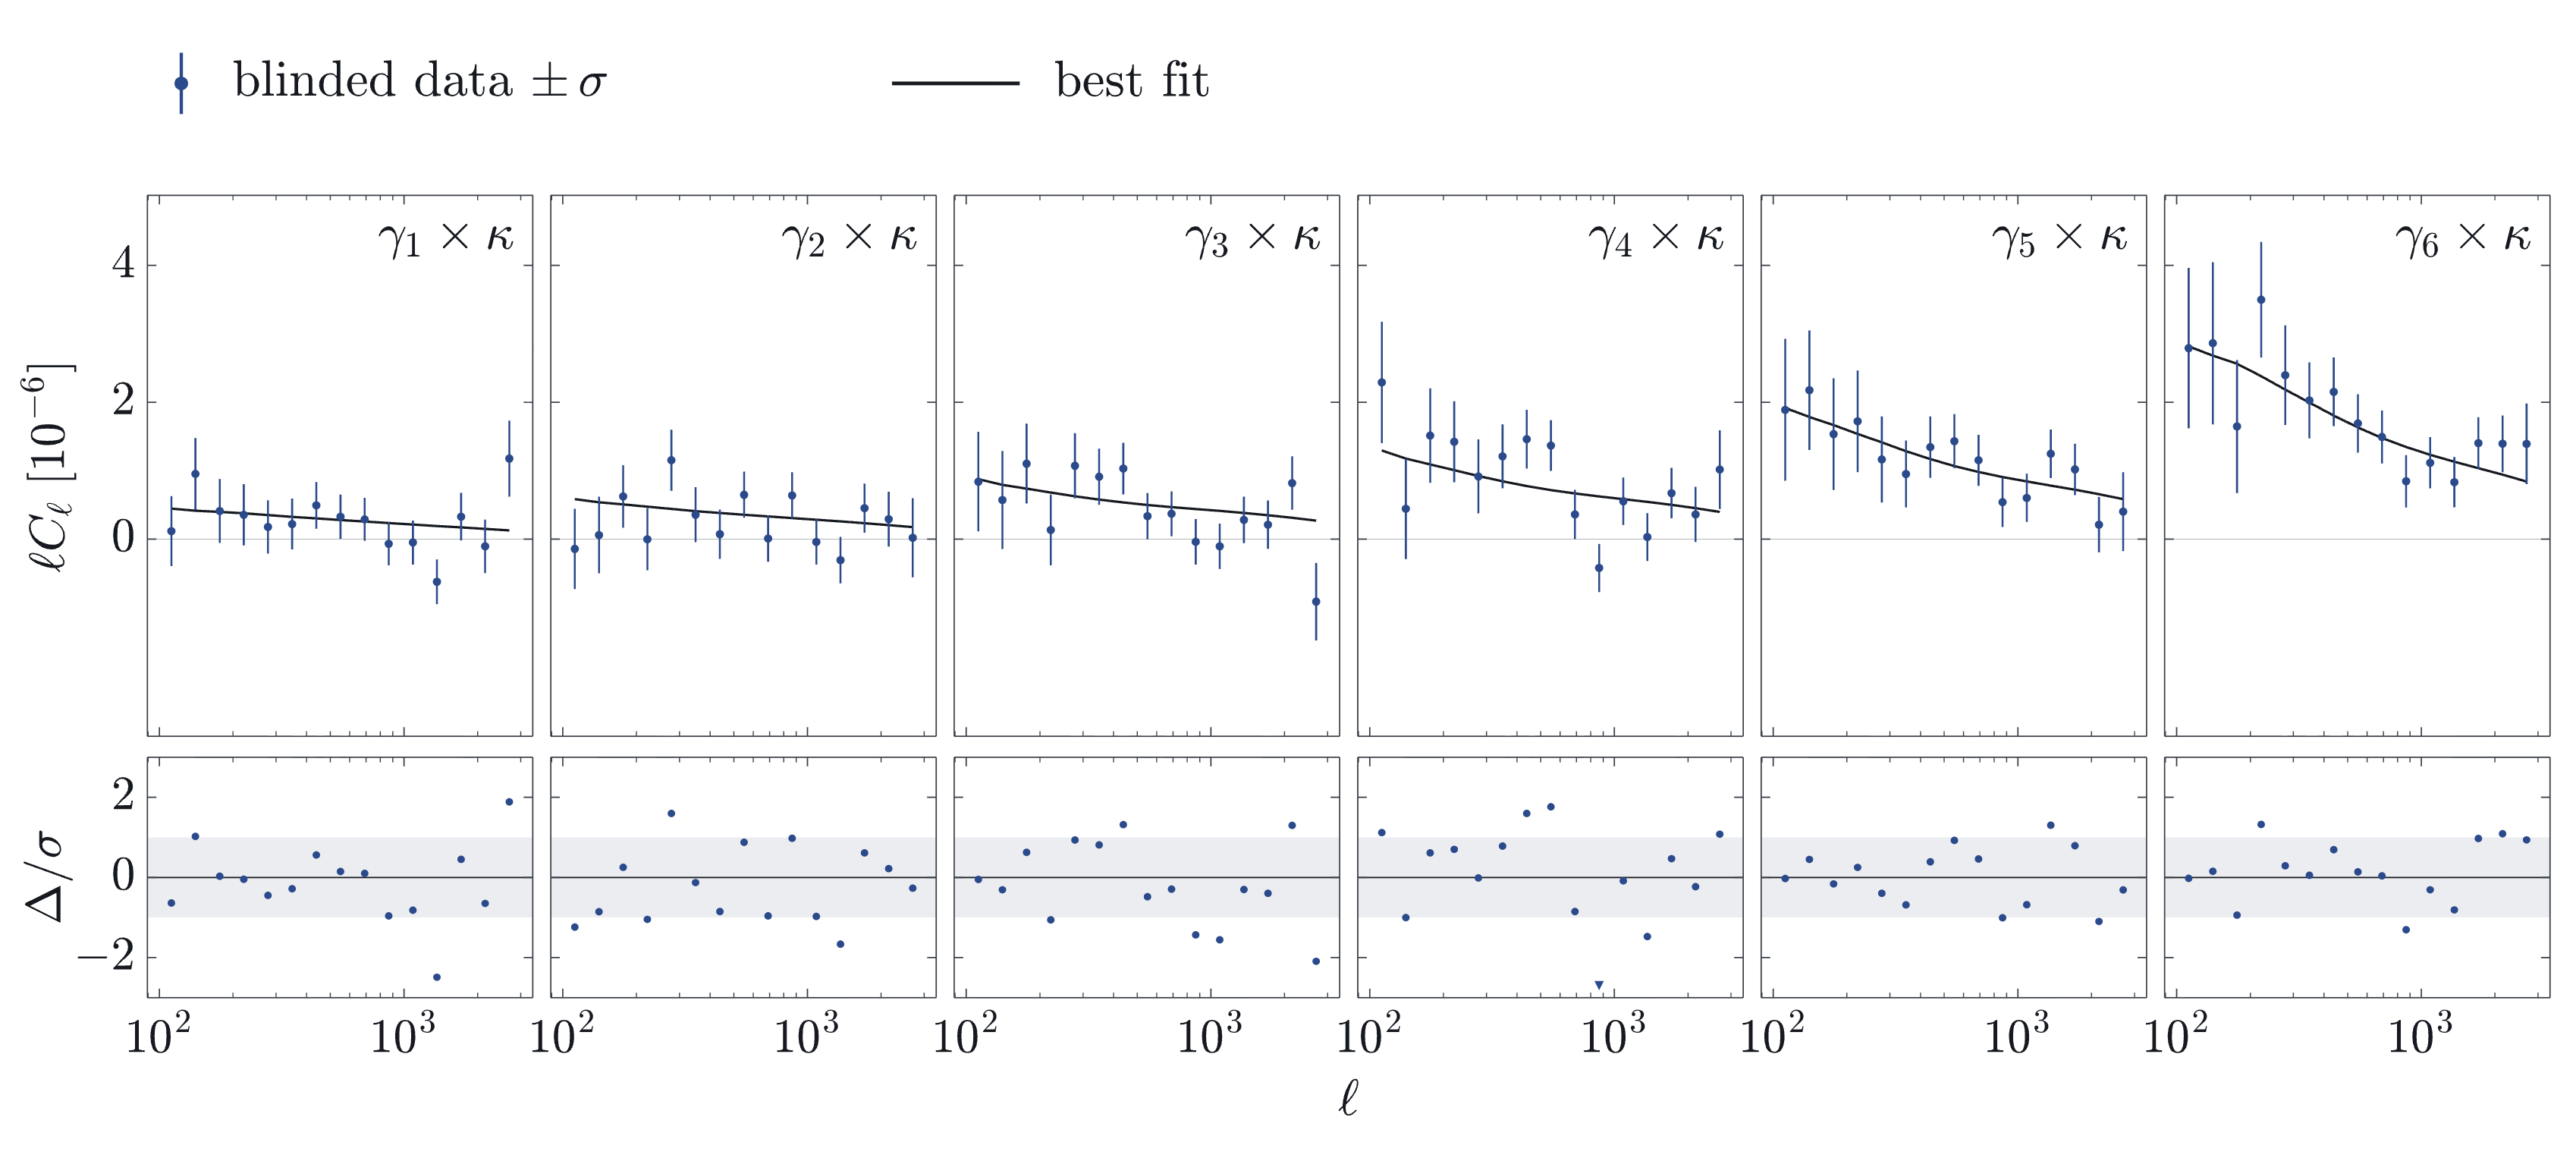 blinded data ± σ best fit
γ₁ × κ γ₂ × κ γ₃ × κ γ₄ × κ γ₅ × κ γ₆ × κ
ℓC_ℓ [10⁻⁶]
4
2
0
Δ/σ
2
0
−2
10² 10³ 10² 10³ 10² 10³ 10² 10³ 10² 10³ 10² 10³
ℓ